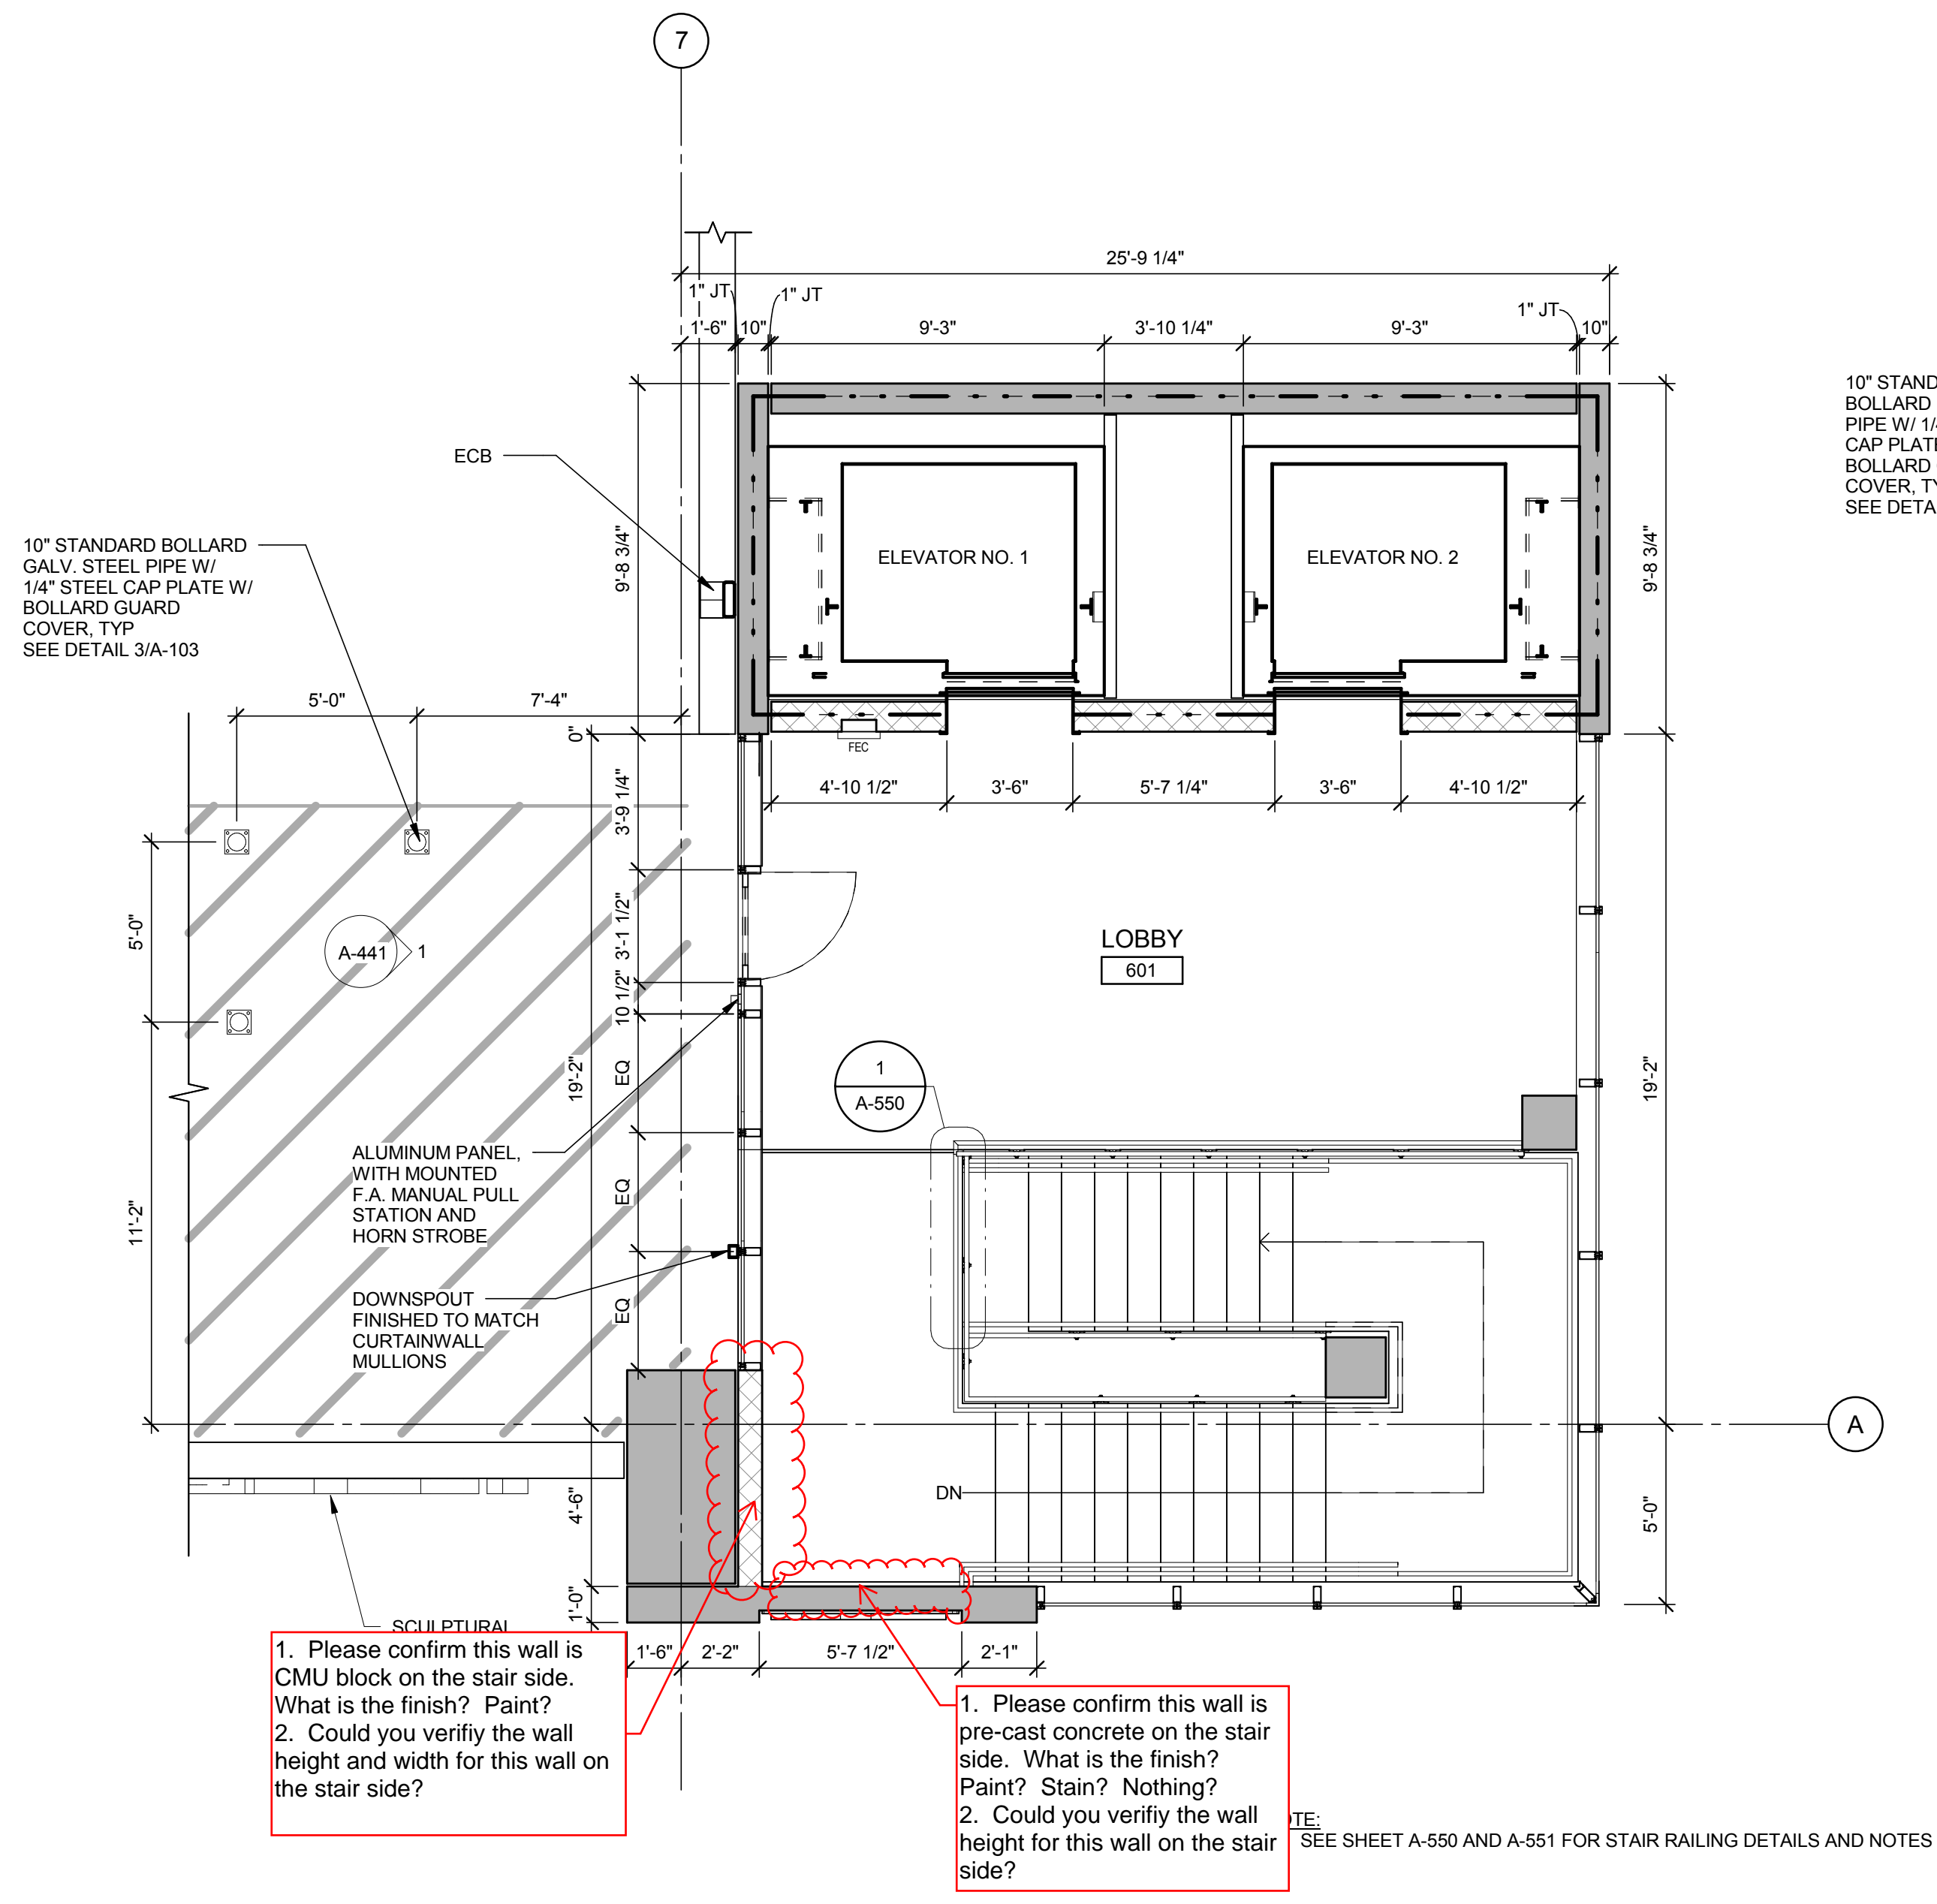 7
25'-9 1/4"
1" JT
1" JT
1" JT
1'-6"
10"
9'-3"
3'-10 1/4"
9'-3"
10"
10" STAND
BOLLARD
PIPE W/ 1/4
CAP PLATE
BOLLARD
COVER, TY
SEE DETA
ECB
9'-8 3/4"
ELEVATOR NO. 1
ELEVATOR NO. 2
9'-8 3/4"
10" STANDARD BOLLARD
GALV. STEEL PIPE W/
1/4" STEEL CAP PLATE W/
BOLLARD GUARD
COVER, TYP
SEE DETAIL 3/A-103
5'-0"
7'-4"
0"
FEC
4'-10 1/2"
3'-6"
5'-7 1/4"
3'-6"
4'-10 1/2"
3'-9 1/4"
3'-1 1/2"
10 1/2"
5'-0"
A-441
1
LOBBY
601
19'-2"
EQ
1
A-550
19'-2"
ALUMINUM PANEL,
WITH MOUNTED
F.A. MANUAL PULL
STATION AND
HORN STROBE
EQ
11'-2"
DOWNSPOUT
FINISHED TO MATCH
CURTAINWALL
MULLIONS
EQ
A
DN
4'-6"
5'-0"
1'-0"
SCULPTURAL
1'-6"
2'-2"
5'-7 1/2"
2'-1"
1. Please confirm this wall is
CMU block on the stair side.
What is the finish? Paint?
2. Could you verifiy the wall
height and width for this wall on
the stair side?
1. Please confirm this wall is
pre-cast concrete on the stair
side. What is the finish?
Paint? Stain? Nothing?
2. Could you verifiy the wall
height for this wall on the stair
side?
OTE:
SEE SHEET A-550 AND A-551 FOR STAIR RAILING DETAILS AND NOTES